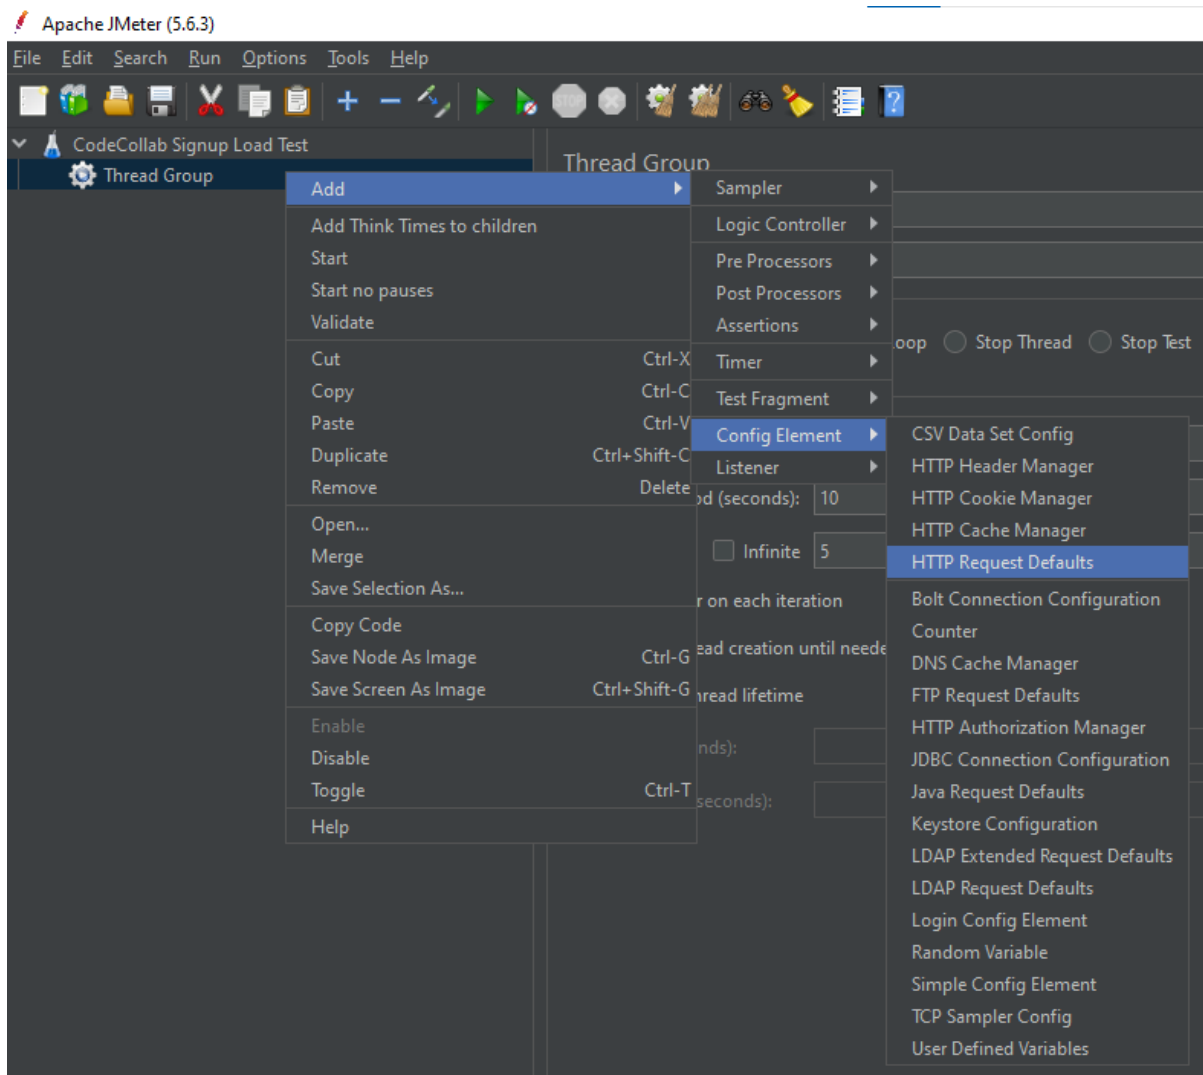 Apache JMeter (5.6.3)
File Edit Search Run Options Tools Help
STOP
CodeCollab Signup Load Test
Thread Group
Thread Group
Add
Add Think Times to children
Start
Start no pauses
Validate
Cut Ctrl-X
Copy Ctrl-C
Paste Ctrl-V
Duplicate Ctrl+Shift-C
Remove Delete
Open...
Merge
Save Selection As...
Copy Code
Save Node As Image Ctrl-G
Save Screen As Image Ctrl+Shift-G
Enable
Disable
Toggle Ctrl-T
Help
Sampler
Logic Controller
Pre Processors
Post Processors
Assertions
Timer
Test Fragment
Config Element
Listener
Stop Thread Stop Test
(seconds): 10
Infinite 5
on each iteration
creation until
lifetime
CSV Data Set Config
HTTP Header Manager
HTTP Cookie Manager
HTTP Cache Manager
HTTP Request Defaults
Bolt Connection Configuration
Counter
DNS Cache Manager
FTP Request Defaults
HTTP Authorization Manager
JDBC Connection Configuration
Java Request Defaults
Keystore Configuration
LDAP Extended Request Defaults
LDAP Request Defaults
Login Config Element
Random Variable
Simple Config Element
TCP Sampler Config
User Defined Variables